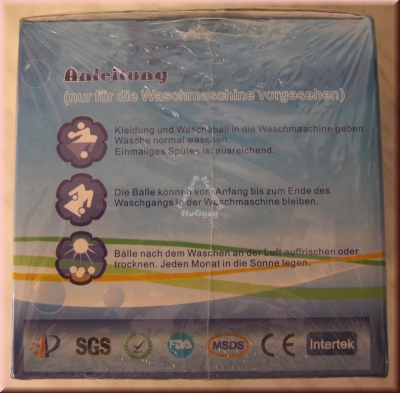 Anleitung
(nur für die Waschmaschine vorgesehen)
Kleidung und Waschball in die Waschmaschine geben.
Wäsche normal waschen.
Einmaliges Spülen ist ausreichend.
Die Bälle können von Anfang bis zum Ende des
Waschgangs in der Waschmaschine bleiben.
NuGnug
Bälle nach dem Waschen an der Luft auffrischen oder
trocknen. Jeden Monat in die Sonne legen.
SGS
FDA
MSDS
CE
Intertek